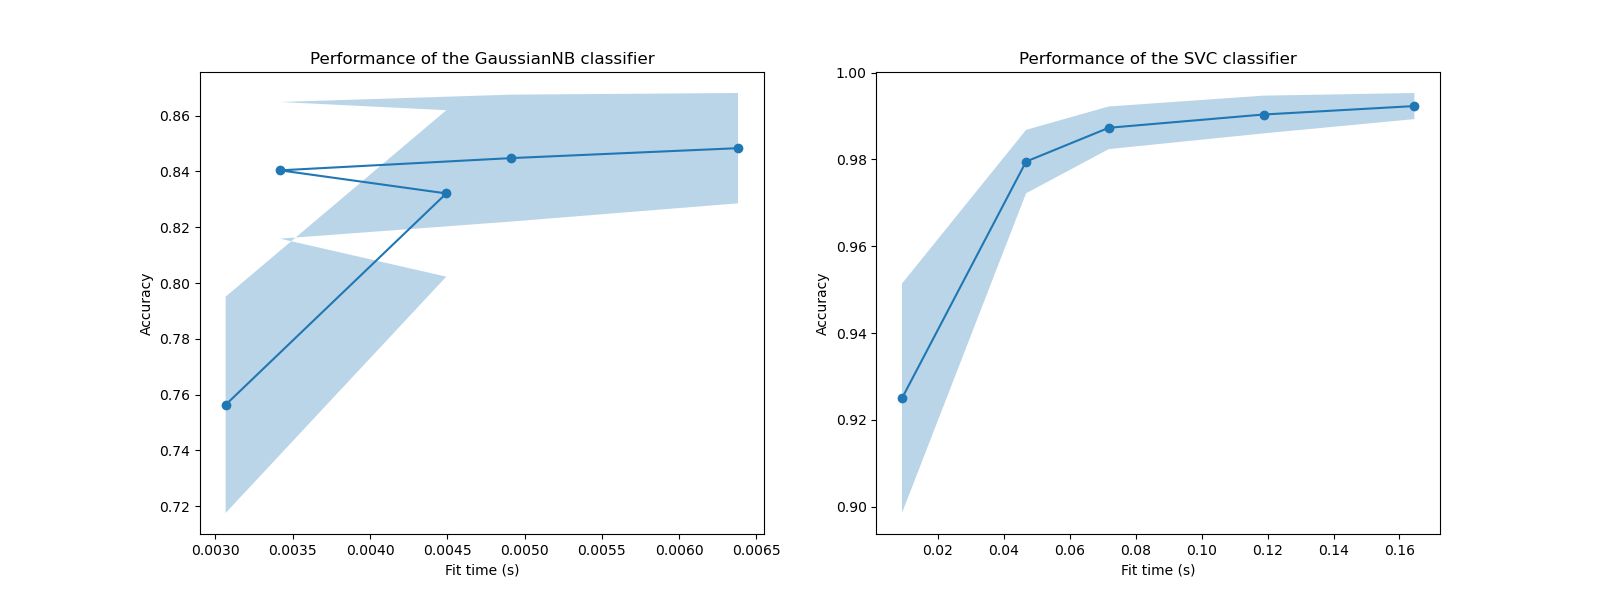 Performance of the GaussianNB classifier
Accuracy
0.86
0.84
0.82
0.80
0.78
0.76
0.74
0.72
0.0030 0.0035 0.0040 0.0045 0.0050 0.0055 0.0060 0.0065
Fit time (s)
Performance of the SVC classifier
Accuracy
1.00
0.98
0.96
0.94
0.92
0.90
0.02 0.04 0.06 0.08 0.10 0.12 0.14 0.16
Fit time (s)